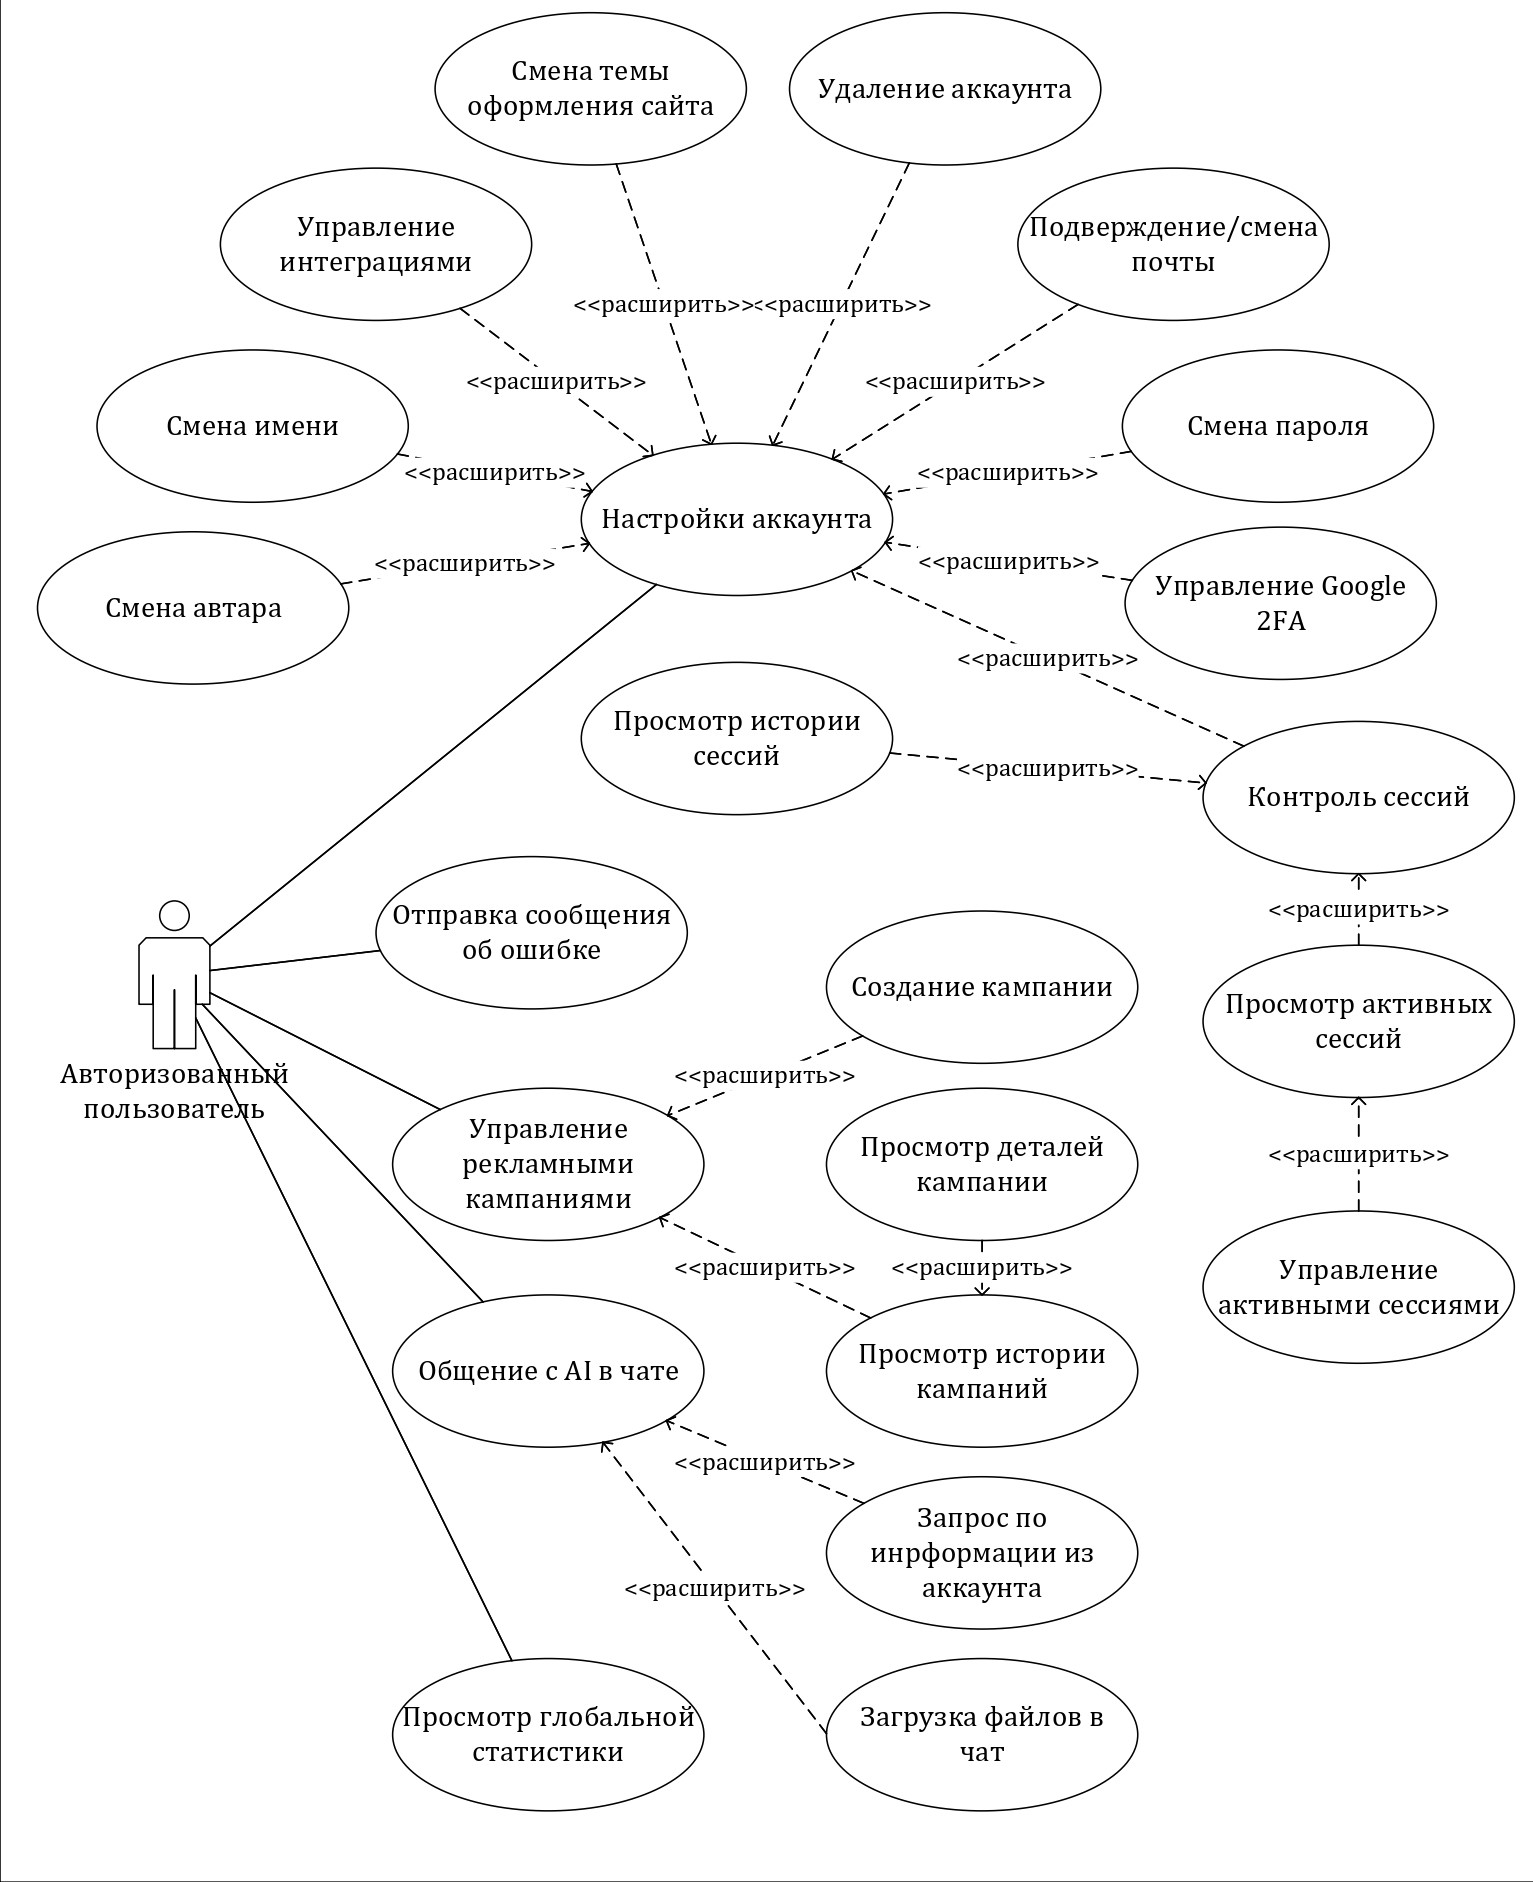 Смена темы
оформления сайта
Удаление аккаунта
Управление
интеграциями
Подверждение/смена
почты
<<расширить>>
<<расширить>>
<<расширить>>
<<расширить>>
Смена имени
Смена пароля
<<расширить>>
<<расширить>>
Настройки аккаунта
<<расширить>>
<<расширить>>
Смена автара
Управление Google
2FA
<<расширить>>
Просмотр истории
сессий
<<расширить>>
Контроль сессий
<<расширить>>
Отправка сообщения
об ошибке
Создание кампании
Просмотр активных
сессий
Авторизованный
пользователь
<<расширить>>
Управление
рекламными
кампаниями
Просмотр деталей
кампании
<<расширить>>
<<расширить>>
<<расширить>>
Управление
активными сессиями
Общение с AI в чате
Просмотр истории
кампаний
<<расширить>>
Запрос по
инрформации из
аккаунта
<<расширить>>
Просмотр глобальной
статистики
Загрузка файлов в
чат